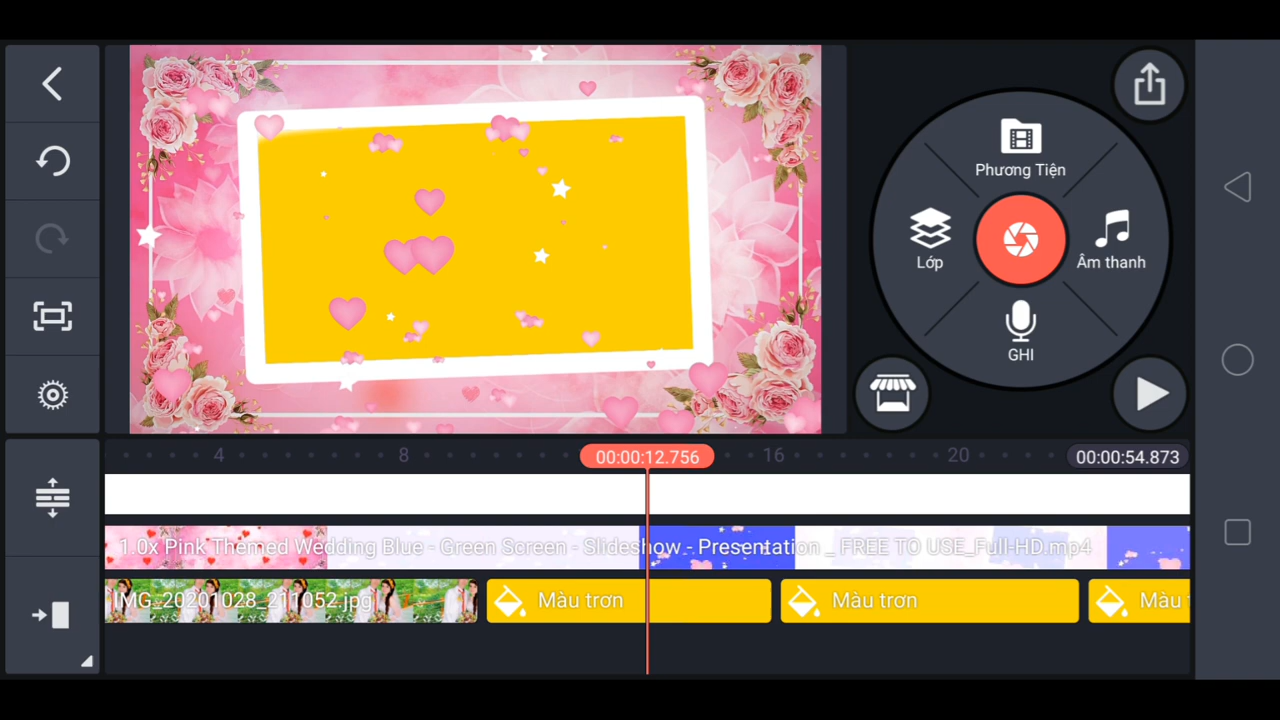 Phương Tiện
Lớp
Âm thanh
GHI
4
8
00:00:12.756
16
20
00:00:54.873
1.0x Pink Themed Wedding Blue - Green Screen - Slideshow - Presentation _ FREE TO USE_Full-HD.mp4
IMG_20201028_211052.jpg
Màu trơn
Màu trơn
Màu